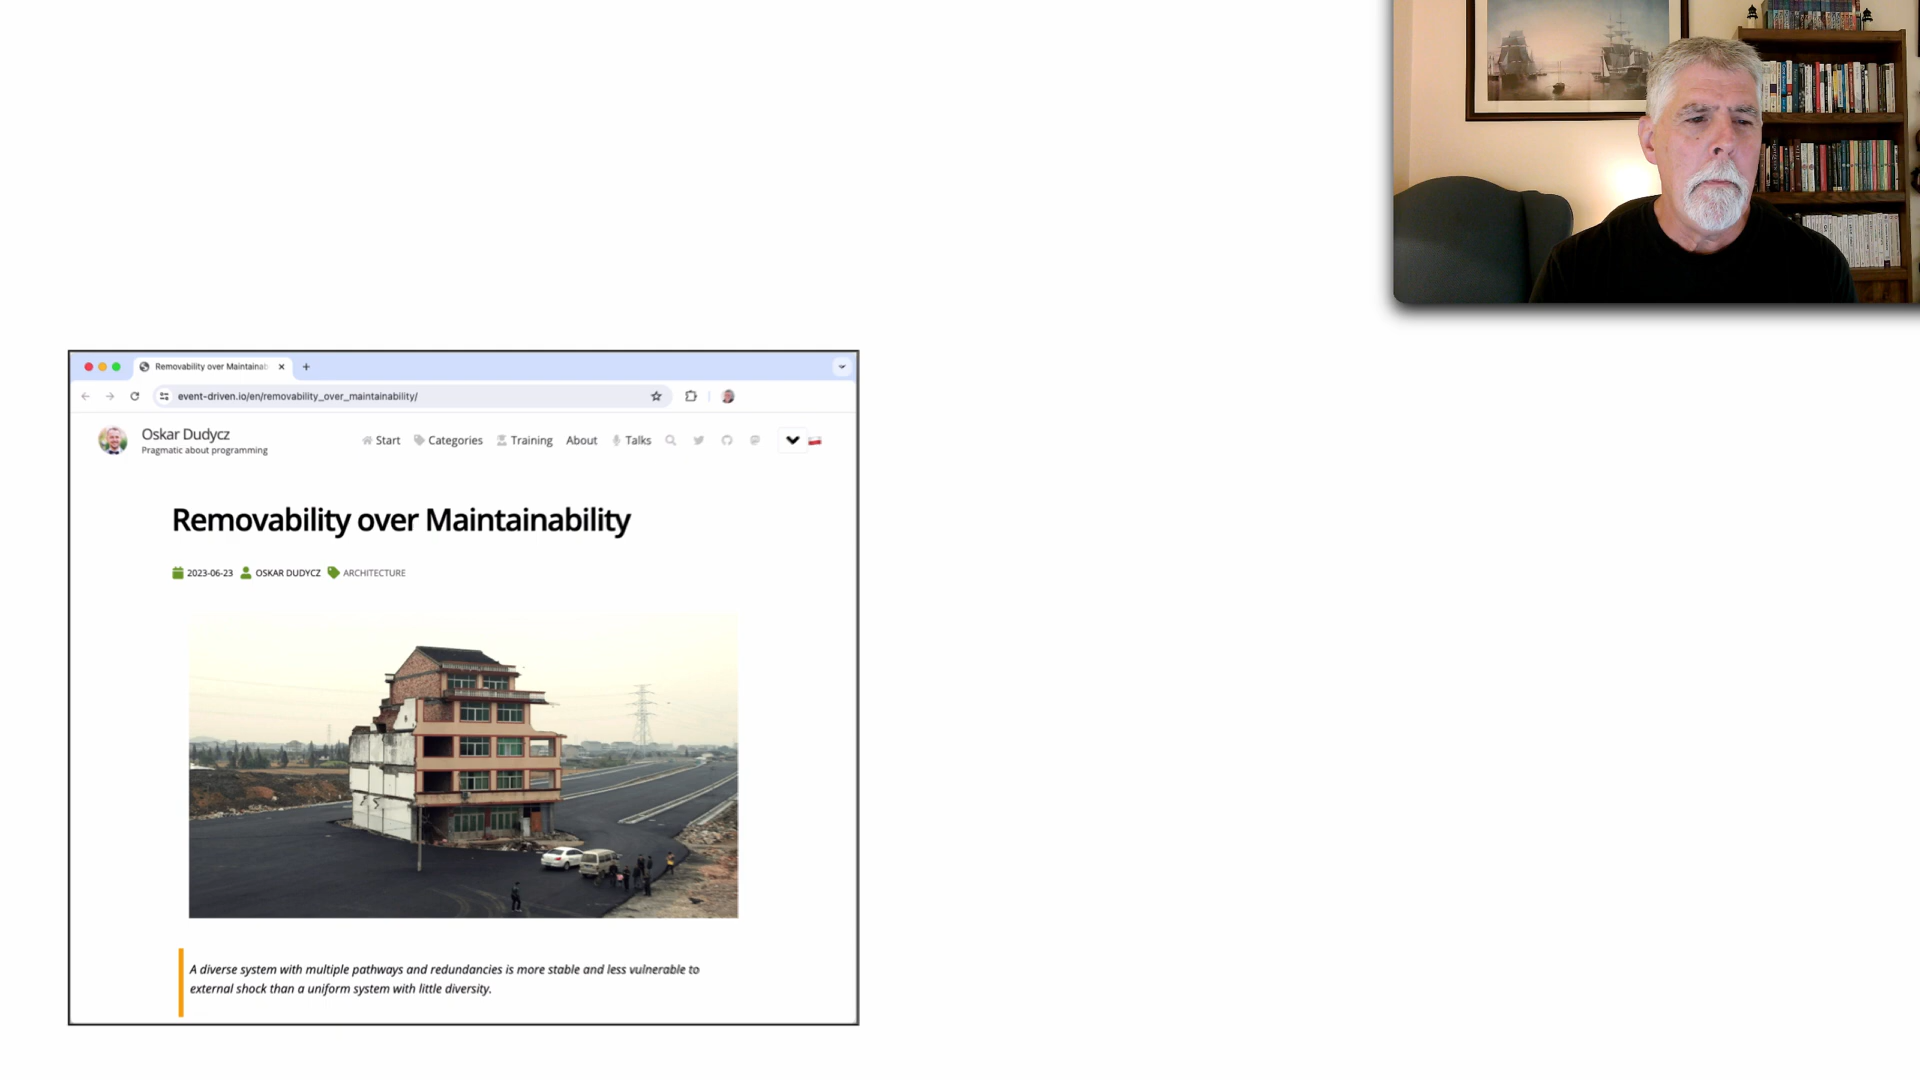 Removability over Maintainab
event-driven.io/en/removability_over_maintainability/
Oskar Dudycz
Pragmatic about programming
Start Categories Training About Talks
Removability over Maintainability
2023-06-23 OSKAR DUDYCZ ARCHITECTURE
A diverse system with multiple pathways and redundancies is more stable and less vulnerable to
external shock than a uniform system with little diversity.